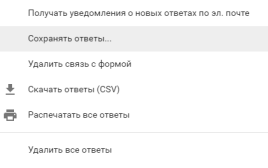 Получать уведомления о новых ответах по эл. почте
Сохранять ответы...
Удалить связь с формой
Скачать ответы (CSV)
Распечатать все ответы
Удалить все ответы